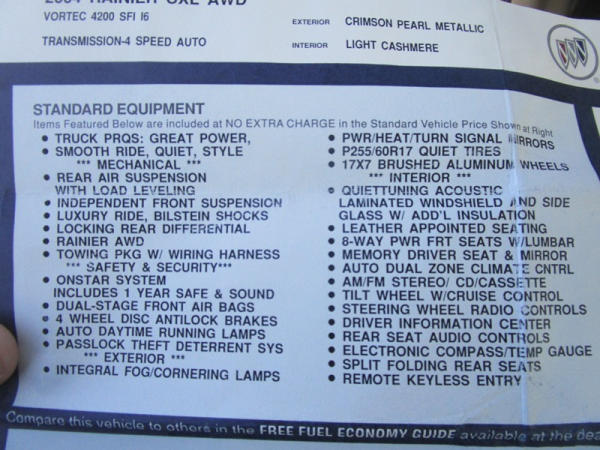 2004 RAINIER CXL AWD
VORTEC 4200 SFI I6
TRANSMISSION-4 SPEED AUTO
EXTERIOR CRIMSON PEARL METALLIC
INTERIOR LIGHT CASHMERE
STANDARD EQUIPMENT
Items Featured Below are included at NO EXTRA CHARGE in the Standard Vehicle Price Shown at Right
• TRUCK PRQS: GREAT POWER,
• SMOOTH RIDE, QUIET, STYLE
*** MECHANICAL ***
• REAR AIR SUSPENSION
WITH LOAD LEVELING
• INDEPENDENT FRONT SUSPENSION
• LUXURY RIDE, BILSTEIN SHOCKS
• LOCKING REAR DIFFERENTIAL
• RAINIER AWD
• TOWING PKG W/ WIRING HARNESS
*** SAFETY & SECURITY***
• ONSTAR SYSTEM
INCLUDES 1 YEAR SAFE & SOUND
• DUAL-STAGE FRONT AIR BAGS
• 4 WHEEL DISC ANTILOCK BRAKES
• AUTO DAYTIME RUNNING LAMPS
• PASSLOCK THEFT DETERRENT SYS
*** EXTERIOR ***
• INTEGRAL FOG/CORNERING LAMPS
• PWR/HEAT/TURN SIGNAL MIRRORS
• P255/60R17 QUIET TIRES
• 17X7 BRUSHED ALUMINUM WHEELS
*** INTERIOR ***
• QUIETTUNING ACOUSTIC
LAMINATED WINDSHIELD AND SIDE
GLASS W/ ADD'L INSULATION
• LEATHER APPOINTED SEATING
• 8-WAY PWR FRT SEATS W/LUMBAR
• MEMORY DRIVER SEAT & MIRROR
• AUTO DUAL ZONE CLIMATE CNTRL
• AM/FM STEREO/ CD/CASSETTE
• TILT WHEEL W/CRUISE CONTROL
• STEERING WHEEL RADIO CONTROLS
• DRIVER INFORMATION CENTER
• REAR SEAT AUDIO CONTROLS
• ELECTRONIC COMPASS/TEMP GAUGE
• SPLIT FOLDING REAR SEATS
• REMOTE KEYLESS ENTRY
Compare this vehicle to others in the FREE FUEL ECONOMY GUIDE available at the dea